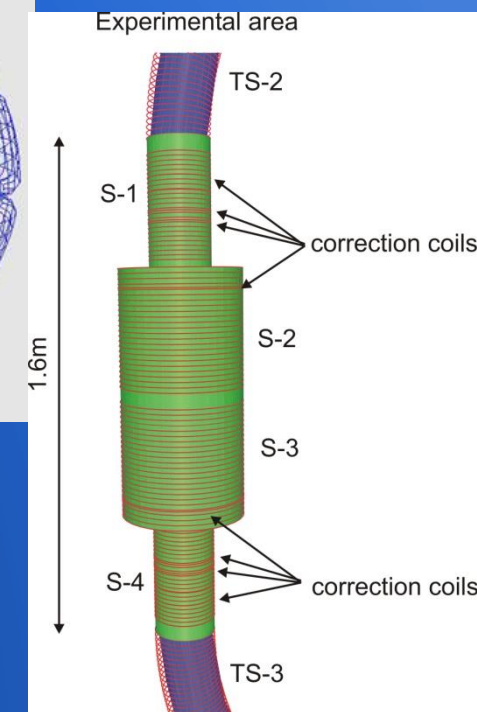 Experimental area
TS-2
S-1
correction coils
S-2
1.6m
S-3
S-4
correction coils
TS-3